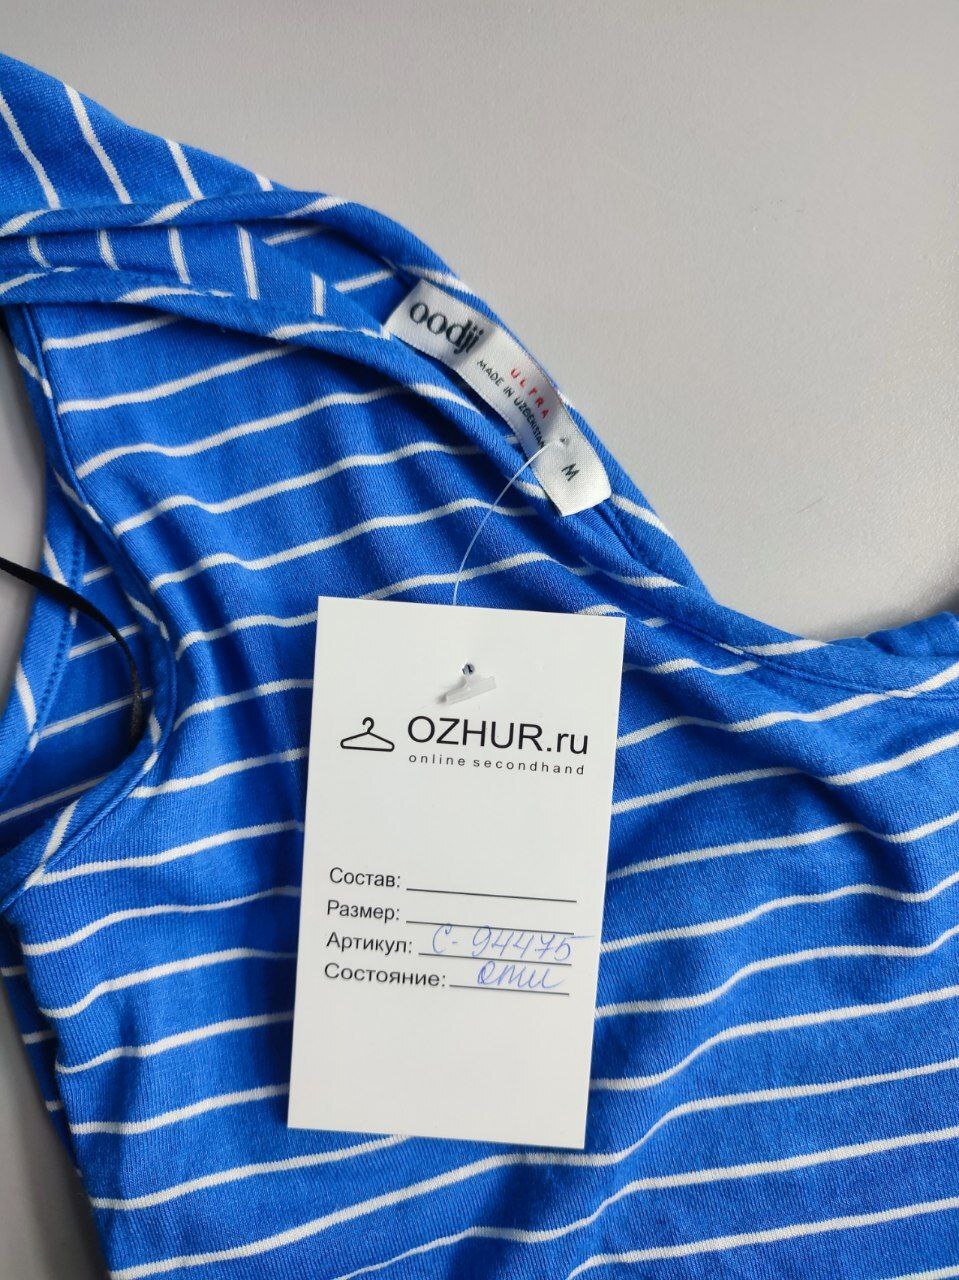 oodji
ULTRA
MADE IN UZBEKISTAN
M
OZHUR.ru
online secondhand
Состав:
Размер:
Артикул: С-94475
Состояние: отл